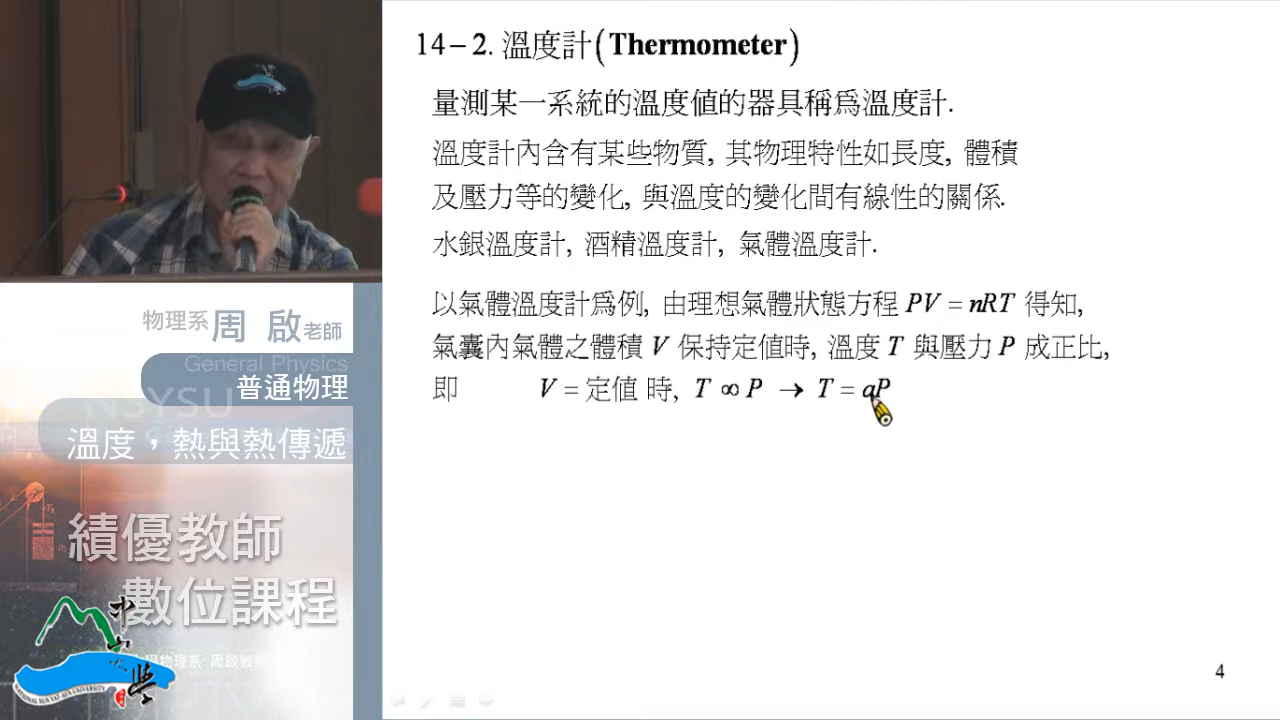 14-2. 溫度計(Thermometer)
量測某一系統的溫度值的器具稱為溫度計.
溫度計內含有某些物質, 其物理特性如長度, 體積
及壓力等的變化, 與溫度的變化間有線性的關係.
水銀溫度計, 酒精溫度計, 氣體溫度計.
以氣體溫度計為例, 由理想氣體狀態方程 PV = nRT 得知,
氣囊內氣體之體積 V 保持定值時, 溫度 T 與壓力 P 成正比,
即 V = 定值 時, T ∞ P → T = aP
4
物理系 周 啟老師
General Physics
普通物理
NSYSU
溫度，熱與熱傳遞
績優教師
數位課程